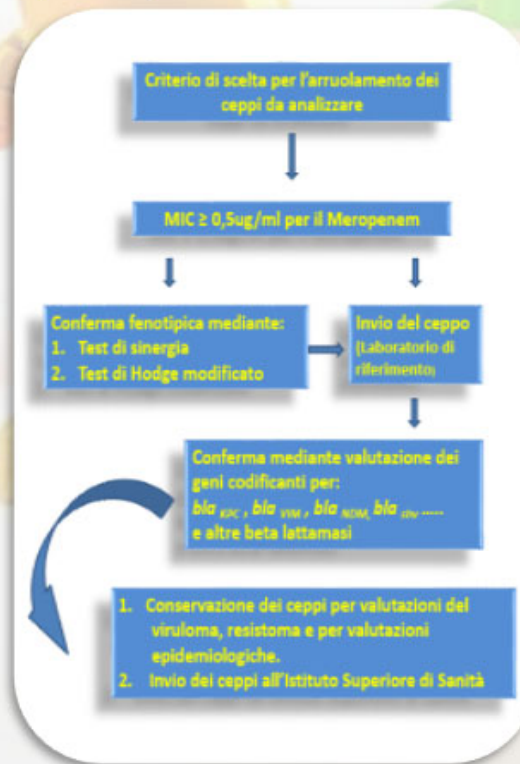 Criterio di scelta per l'arruolamento dei
ceppi da analizzare
MIC ≥ 0,5ug/ml per il Meropenem
Conferma fenotipica mediante:
1. Test di sinergia
2. Test di Hodge modificato
Invio del ceppo
(Laboratorio di
riferimento)
Conferma mediante valutazione dei
geni codificanti per:
bla KPC , bla VIM , bla NDM, bla shv .....
e altre beta lattamasi
1. Conservazione dei ceppi per valutazioni del
viruloma, resistoma e per valutazioni
epidemiologiche.
2. Invio dei ceppi all'Istituto Superiore di Sanità